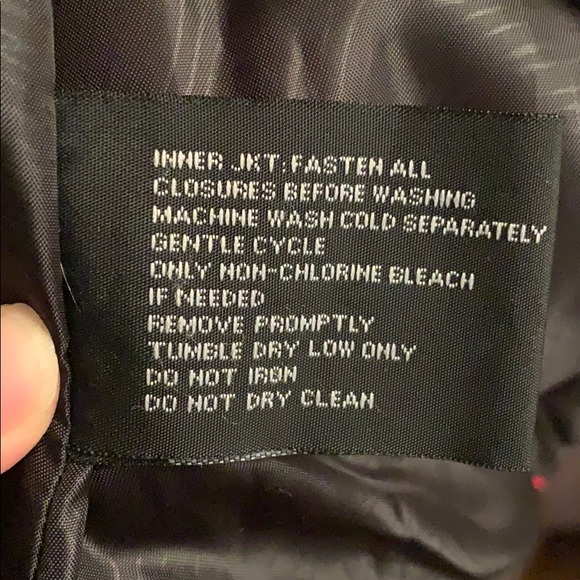 INNER JKT: FASTEN ALL
CLOSURES BEFORE WASHING
MACHINE WASH COLD SEPARATELY
GENTLE CYCLE
ONLY NON-CHLORINE BLEACH
IF NEEDED
REMOVE PROMPTLY
TUMBLE DRY LOW ONLY
DO NOT IRON
DO NOT DRY CLEAN